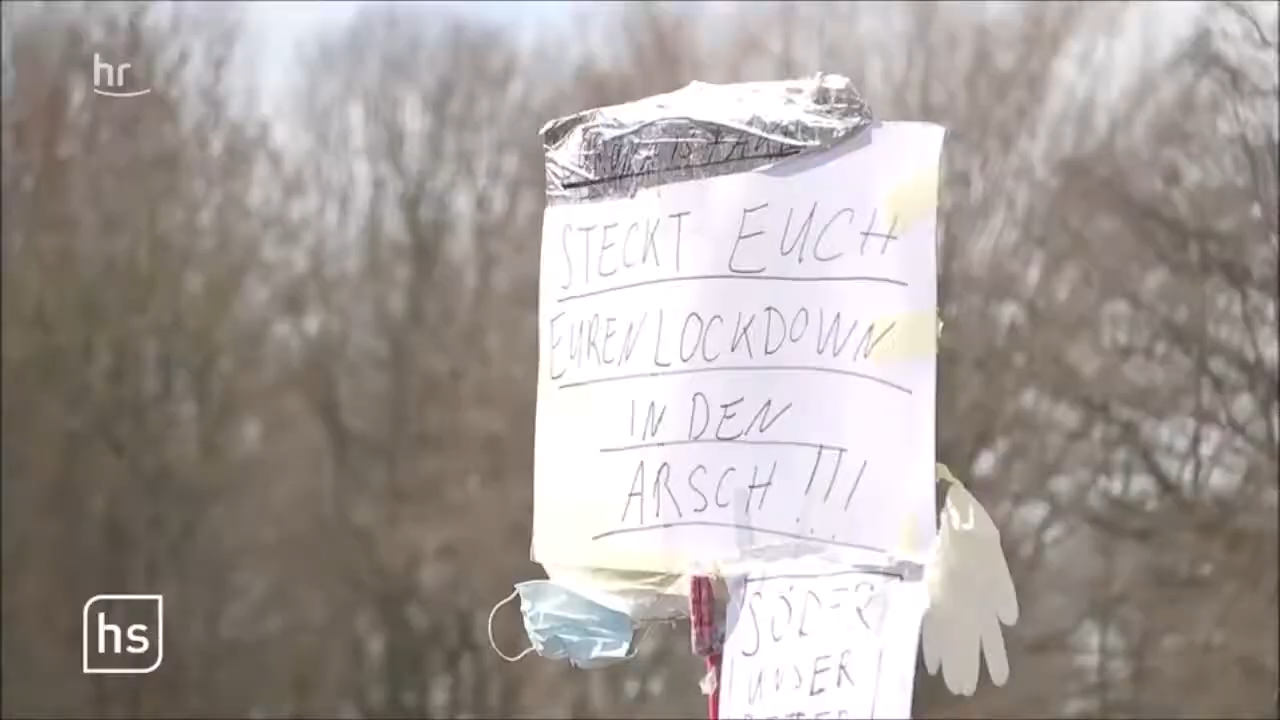 hr
STECKT EUCH
EUREN LOCKDOWN
IN DEN
ARSCH !!!
SÖDER
UNSER
hs